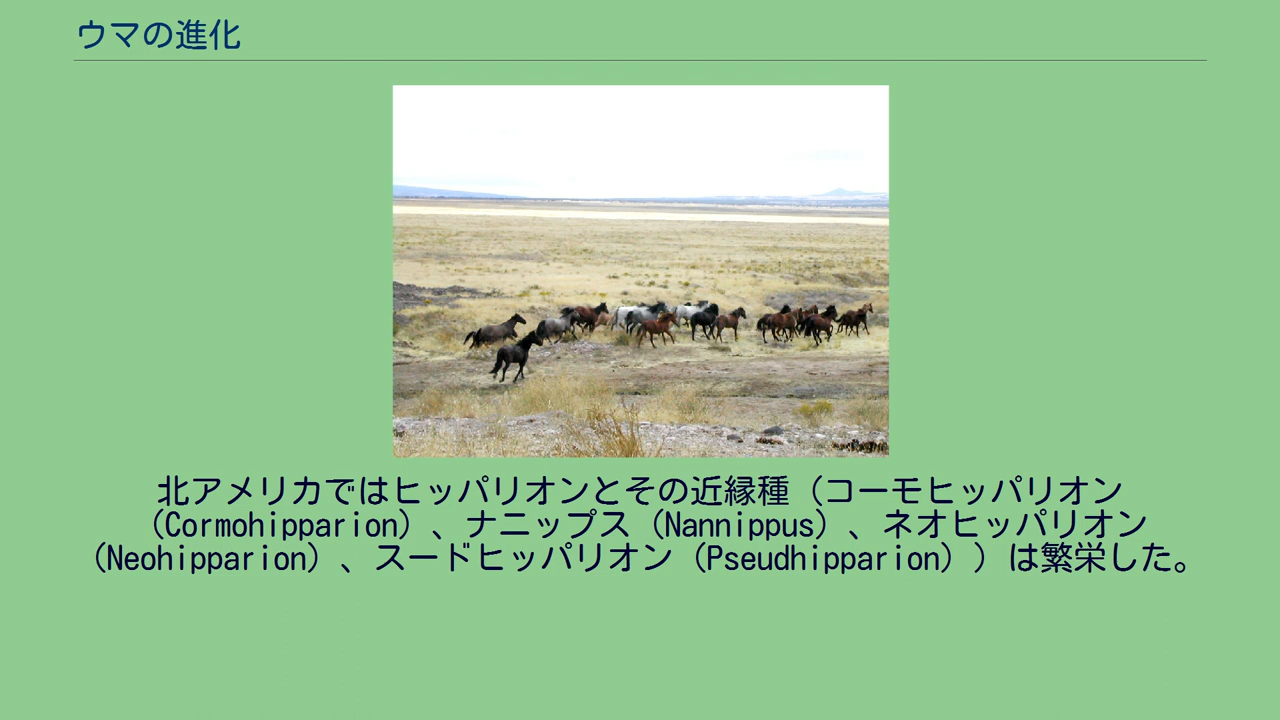 ウマの進化
北アメリカではヒッパリオンとその近縁種（コーモヒッパリオン
（Cormohipparion）、ナニップス（Nannippus）、ネオヒッパリオン
（Neohipparion）、スードヒッパリオン（Pseudhipparion））は繁栄した。